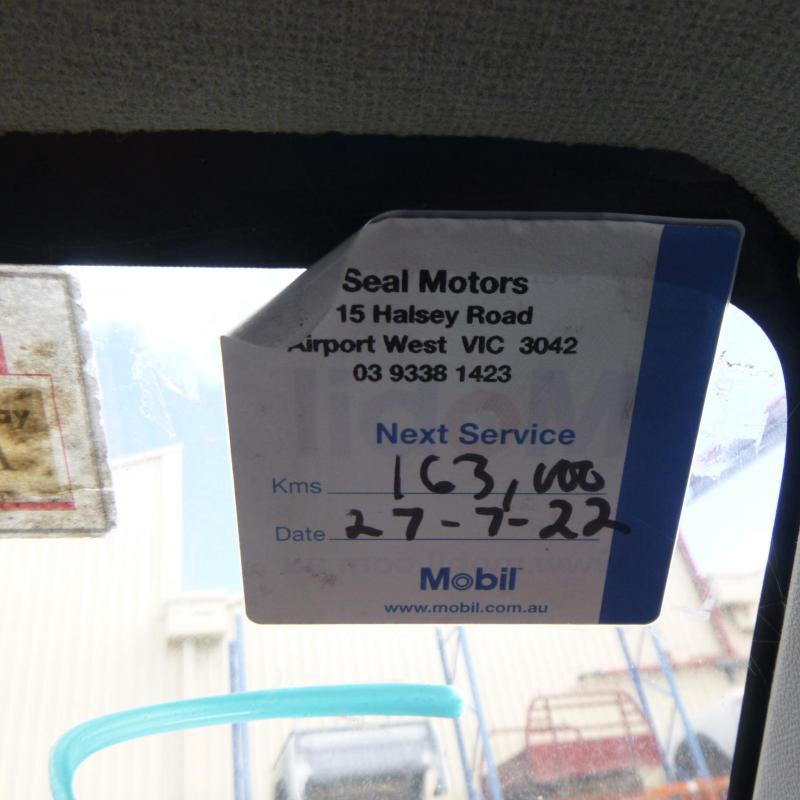 Seal Motors
15 Halsey Road
Airport West VIC 3042
03 9338 1423
Next Service
Kms 163,000
Date 27-7-22
Mobil
www.mobil.com.au